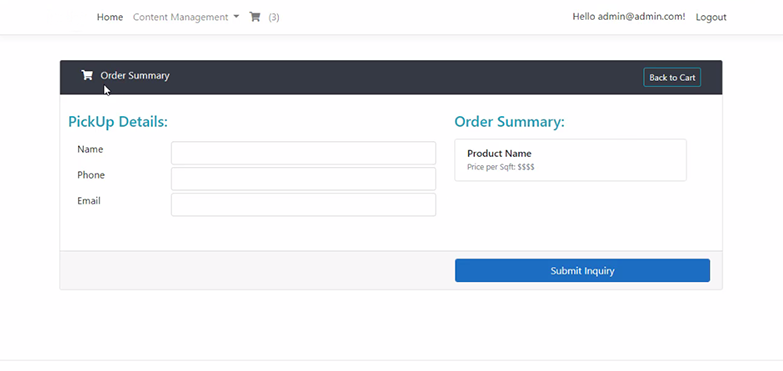 Home Content Management (3) Hello admin@admin.com! Logout
Order Summary Back to Cart
PickUp Details:
Name
Phone
Email
Order Summary:
Product Name
Price per Sqft: $$$$
Submit Inquiry